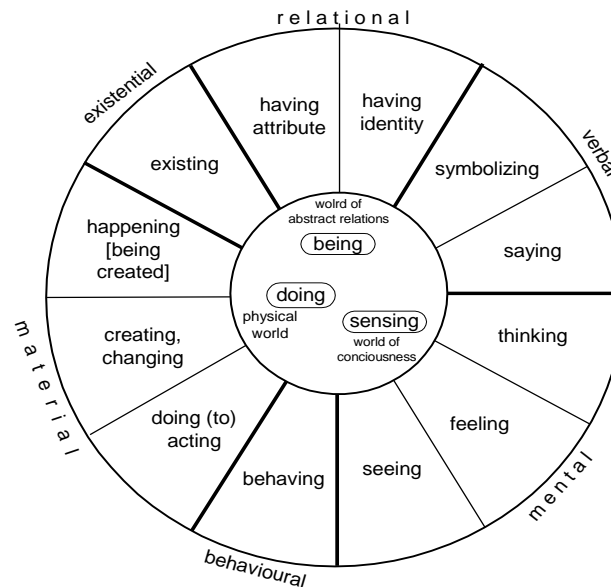 relational
existential
having
attribute
having
identity
verbal
existing
symbolizing
wolrd of
abstract relations
being
happening
[being
created]
saying
doing
physical
world
sensing
world of
conciousness
thinking
creating,
changing
material
doing (to)
acting
feeling
behaving
seeing
mental
behavioural